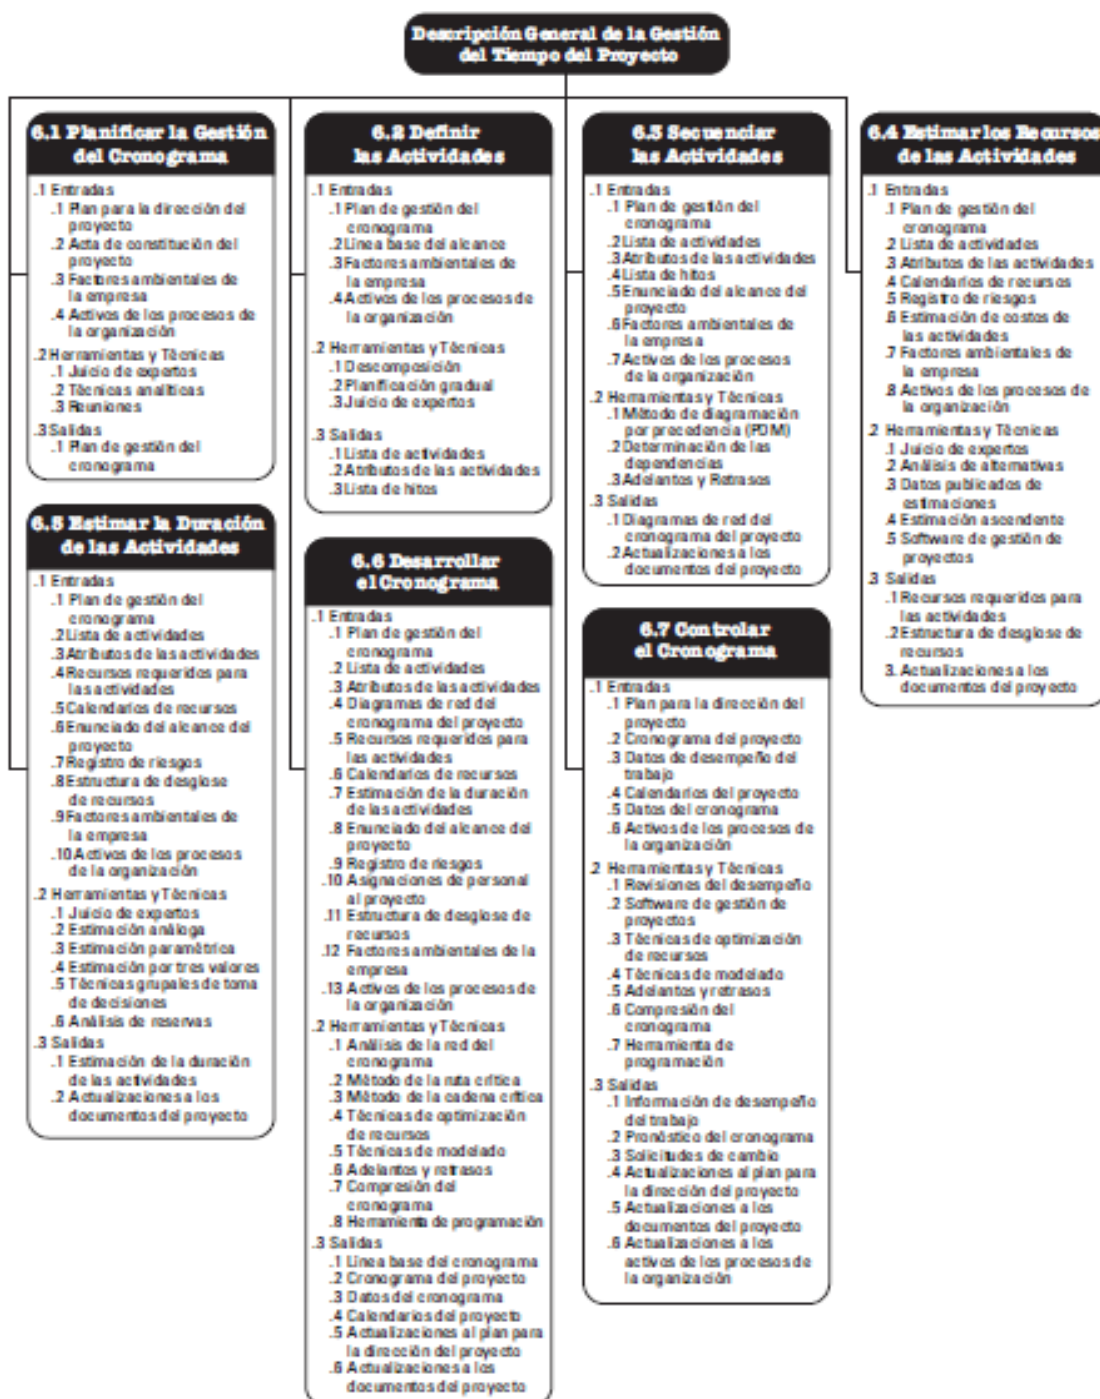 Descripción General de la Gestión
del Tiempo del Proyecto
6.1 Planificar la Gestión
del Cronograma
.1 Entradas
.1 Plan para la dirección del
proyecto
.2 Acta de constitución del
proyecto
.3 Factores ambientales de
la empresa
.4 Activos de los procesos de
la organización
.2 Herramientas y Técnicas
.1 Juicio de expertos
.2 Técnicas analíticas
.3 Reuniones
.3 Salidas
.1 Plan de gestión del
cronograma
6.2 Definir
las Actividades
.1 Entradas
.1 Plan de gestión del
cronograma
.2 Línea base del alcance
.3 Factores ambientales de
la empresa
.4 Activos de los procesos de
la organización
.2 Herramientas y Técnicas
.1 Descomposición
.2 Planificación gradual
.3 Juicio de expertos
.3 Salidas
.1 Lista de actividades
.2 Atributos de las actividades
.3 Lista de hitos
6.3 Secuenciar
las Actividades
.1 Entradas
.1 Plan de gestión del
cronograma
.2 Lista de actividades
.3 Atributos de las actividades
.4 Lista de hitos
.5 Enunciado del alcance del
proyecto
.6 Factores ambientales de
la empresa
.7 Activos de los procesos
de la organización
.2 Herramientas y Técnicas
.1 Método de diagramación
por precedencia (PDM)
.2 Determinación de las
dependencias
.3 Adelantos y Retrasos
.3 Salidas
.1 Diagramas de red del
cronograma del proyecto
.2 Actualizaciones a los
documentos del proyecto
6.4 Estimar los Recursos
de las Actividades
.1 Entradas
.1 Plan de gestión del
cronograma
.2 Lista de actividades
.3 Atributos de las actividades
.4 Calendarios de recursos
.5 Registro de riesgos
.6 Estimación de costos de
las actividades
.7 Factores ambientales de
la empresa
.8 Activos de los procesos de
la organización
.2 Herramientas y Técnicas
.1 Juicio de expertos
.2 Análisis de alternativas
.3 Datos publicados de
estimaciones
.4 Estimación ascendente
.5 Software de gestión de
proyectos
.3 Salidas
.1 Recursos requeridos para
las actividades
.2 Estructura de desglose de
recursos
3. Actualizaciones a los
documentos del proyecto
6.5 Estimar la Duración
de las Actividades
.1 Entradas
.1 Plan de gestión del
cronograma
.2 Lista de actividades
.3 Atributos de las actividades
.4 Recursos requeridos para
las actividades
.5 Calendarios de recursos
.6 Enunciado del alcance del
proyecto
.7 Registro de riesgos
.8 Estructura de desglose
de recursos
.9 Factores ambientales de
la empresa
.10 Activos de los procesos
de la organización
.2 Herramientas y Técnicas
.1 Juicio de expertos
.2 Estimación análoga
.3 Estimación paramétrica
.4 Estimación por tres valores
.5 Técnicas grupales de toma
de decisiones
.6 Análisis de reservas
.3 Salidas
.1 Estimación de la duración
de las actividades
.2 Actualizaciones a los
documentos del proyecto
6.6 Desarrollar
el Cronograma
.1 Entradas
.1 Plan de gestión del
cronograma
.2 Lista de actividades
.3 Atributos de las actividades
.4 Diagramas de red del
cronograma del proyecto
.5 Recursos requeridos para
las actividades
.6 Calendarios de recursos
.7 Estimación de la duración
de las actividades
.8 Enunciado del alcance del
proyecto
.9 Registro de riesgos
.10 Asignaciones de personal
al proyecto
.11 Estructura de desglose de
recursos
.12 Factores ambientales de la
empresa
.13 Activos de los procesos de
la organización
.2 Herramientas y Técnicas
.1 Análisis de la red del
cronograma
.2 Método de la ruta crítica
.3 Método de la cadena crítica
.4 Técnicas de optimización
de recursos
.5 Técnicas de modelado
.6 Adelantos y retrasos
.7 Compresión del
cronograma
.8 Herramienta de programación
.3 Salidas
.1 Línea base del cronograma
.2 Cronograma del proyecto
.3 Datos del cronograma
.4 Calendarios del proyecto
.5 Actualizaciones al plan para
la dirección del proyecto
.6 Actualizaciones a los
documentos del proyecto
6.7 Controlar
el Cronograma
.1 Entradas
.1 Plan para la dirección del
proyecto
.2 Cronograma del proyecto
.3 Datos de desempeño del
trabajo
.4 Calendarios del proyecto
.5 Datos del cronograma
.6 Activos de los procesos de
la organización
.2 Herramientas y Técnicas
.1 Revisiones del desempeño
.2 Software de gestión de
proyectos
.3 Técnicas de optimización
de recursos
.4 Técnicas de modelado
.5 Adelantos y retrasos
.6 Compresión del
cronograma
.7 Herramienta de
programación
.3 Salidas
.1 Información de desempeño
del trabajo
.2 Pronóstico del cronograma
.3 Solicitudes de cambio
.4 Actualizaciones al plan para
la dirección del proyecto
.5 Actualizaciones a los
documentos del proyecto
.6 Actualizaciones a los
activos de los procesos de
la organización